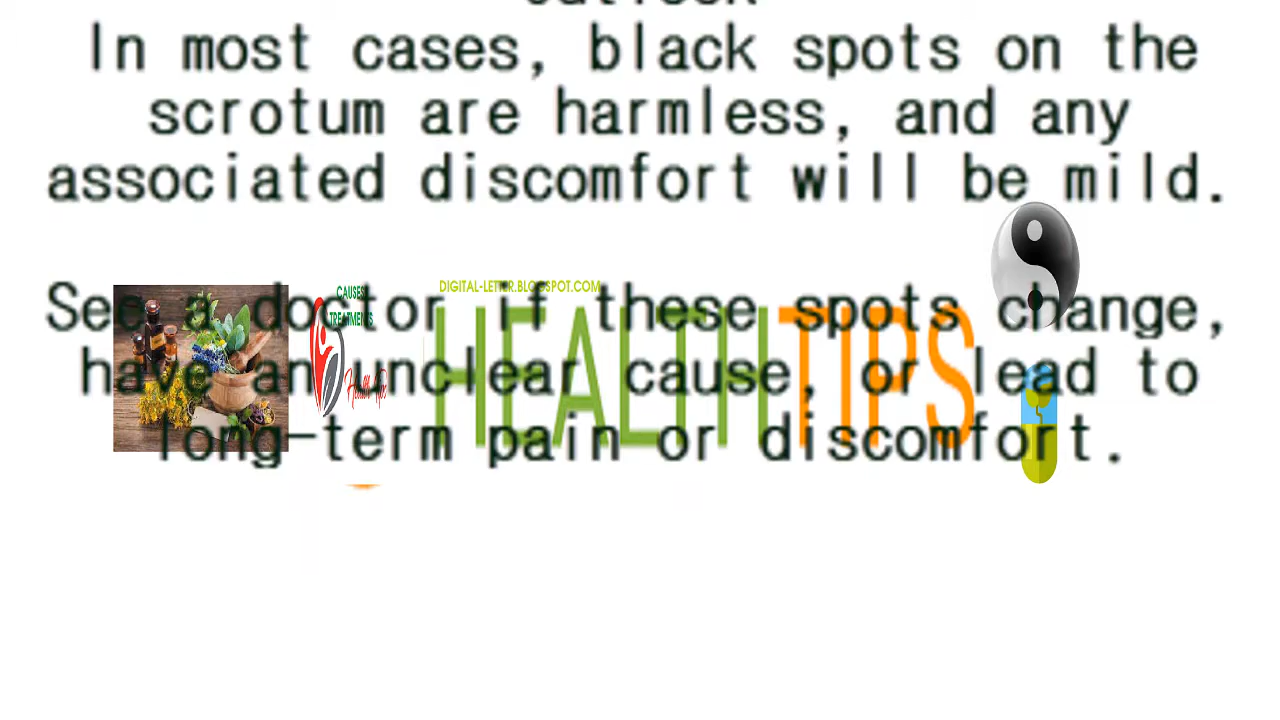 In most cases, black spots on the
scrotum are harmless, and any
associated discomfort will be mild.
See a doctor if these spots change,
have an unclear cause, or lead to
long-term pain or discomfort.
CAUSES
TREATMENTS
DIGITAL-LETTER.BLOGSPOT.COM
HEALTH TIPS